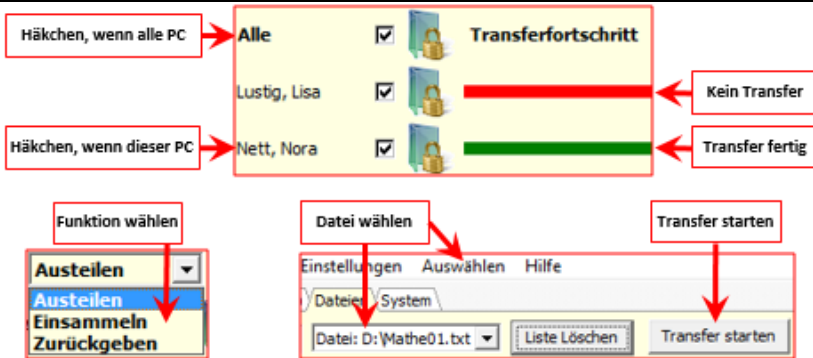 Häkchen, wenn alle PC
Alle
Transferfortschritt
Lustig, Lisa
Kein Transfer
Häkchen, wenn dieser PC
Nett, Nora
Transfer fertig
Funktion wählen
Datei wählen
Transfer starten
Austeilen
Austeilen
Einsammeln
Zurückgeben
Einstellungen Auswählen Hilfe
Dateien System
Datei: D:\Mathe01.txt Liste Löschen Transfer starten